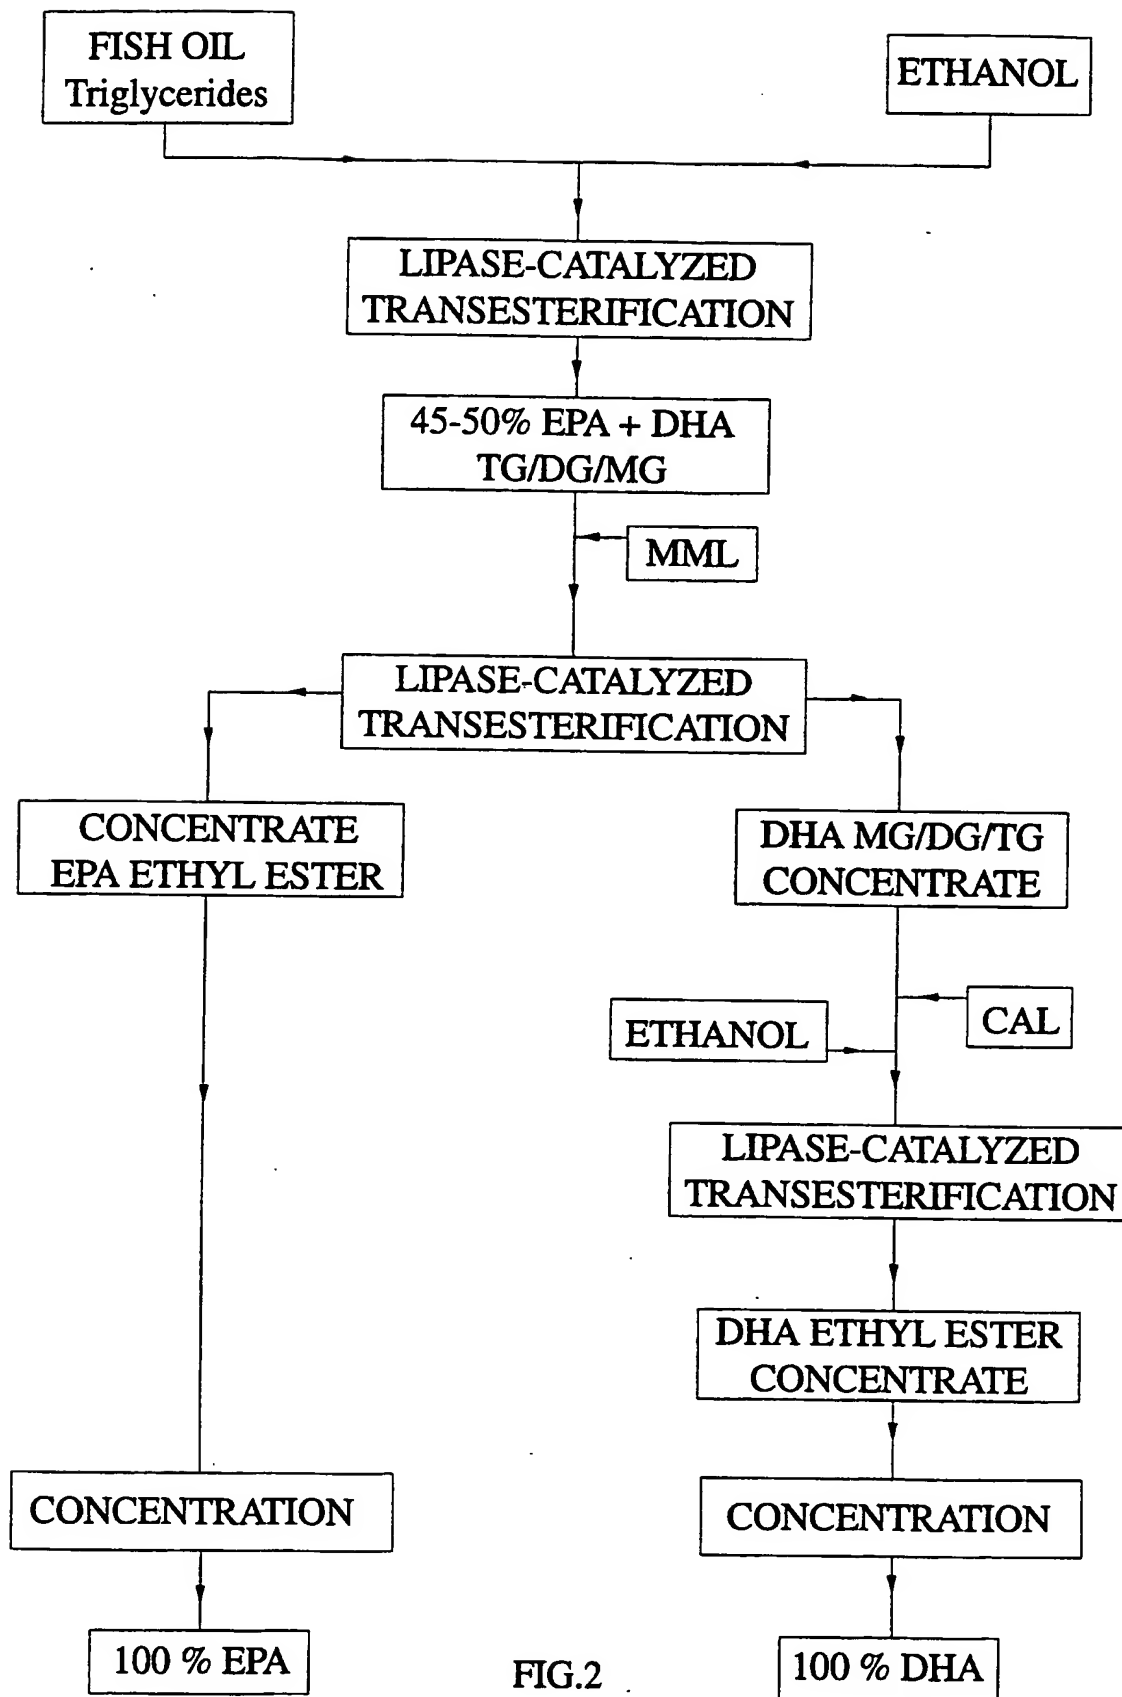 FISH OIL
Triglycerides
ETHANOL
LIPASE-CATALYZED
TRANSESTERIFICATION
45-50% EPA + DHA
TG/DG/MG
MML
LIPASE-CATALYZED
TRANSESTERIFICATION
CONCENTRATE
EPA ETHYL ESTER
DHA MG/DG/TG
CONCENTRATE
ETHANOL
CAL
LIPASE-CATALYZED
TRANSESTERIFICATION
DHA ETHYL ESTER
CONCENTRATE
CONCENTRATION
CONCENTRATION
100 % EPA
100 % DHA
FIG.2